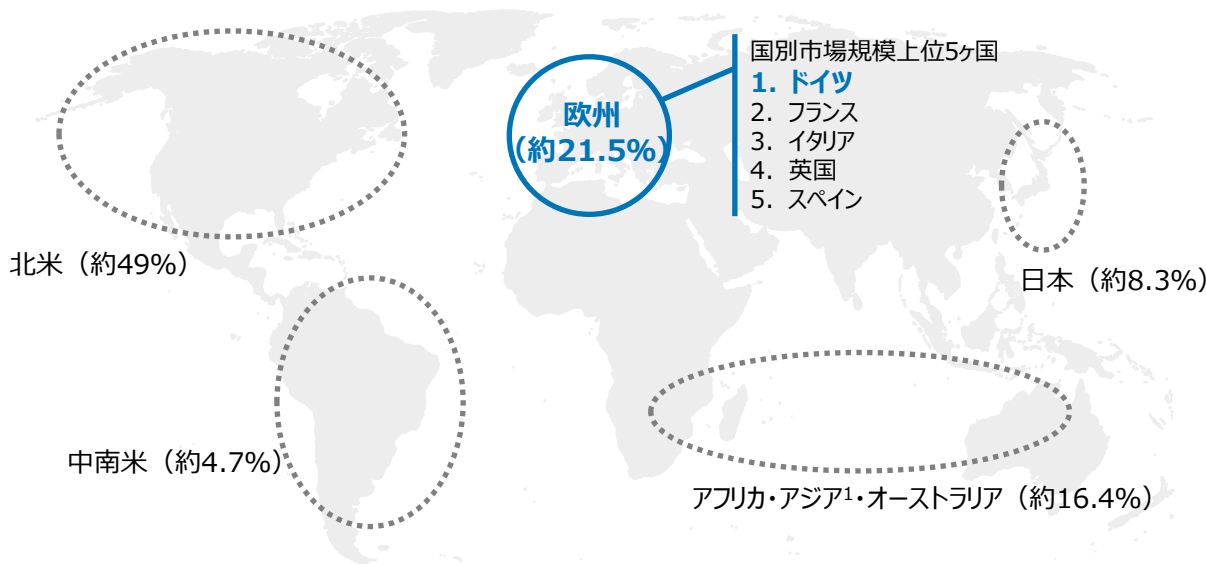 国別市場規模上位5ヶ国
1. ドイツ
2. フランス
3. イタリア
4. 英国
5. スペイン
欧州
（約21.5%）
北米（約49%）
日本（約8.3%）
中南米（約4.7%）
アフリカ・アジア¹・オーストラリア（約16.4%）